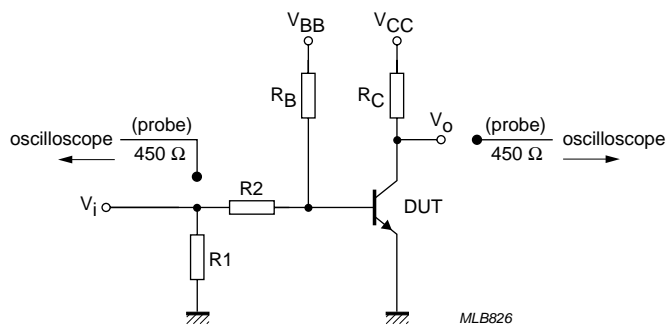 VBB VCC
RB RC
Vo
(probe) (probe)
oscilloscope oscilloscope
450 Ω 450 Ω
R2
Vi DUT
R1
MLB826